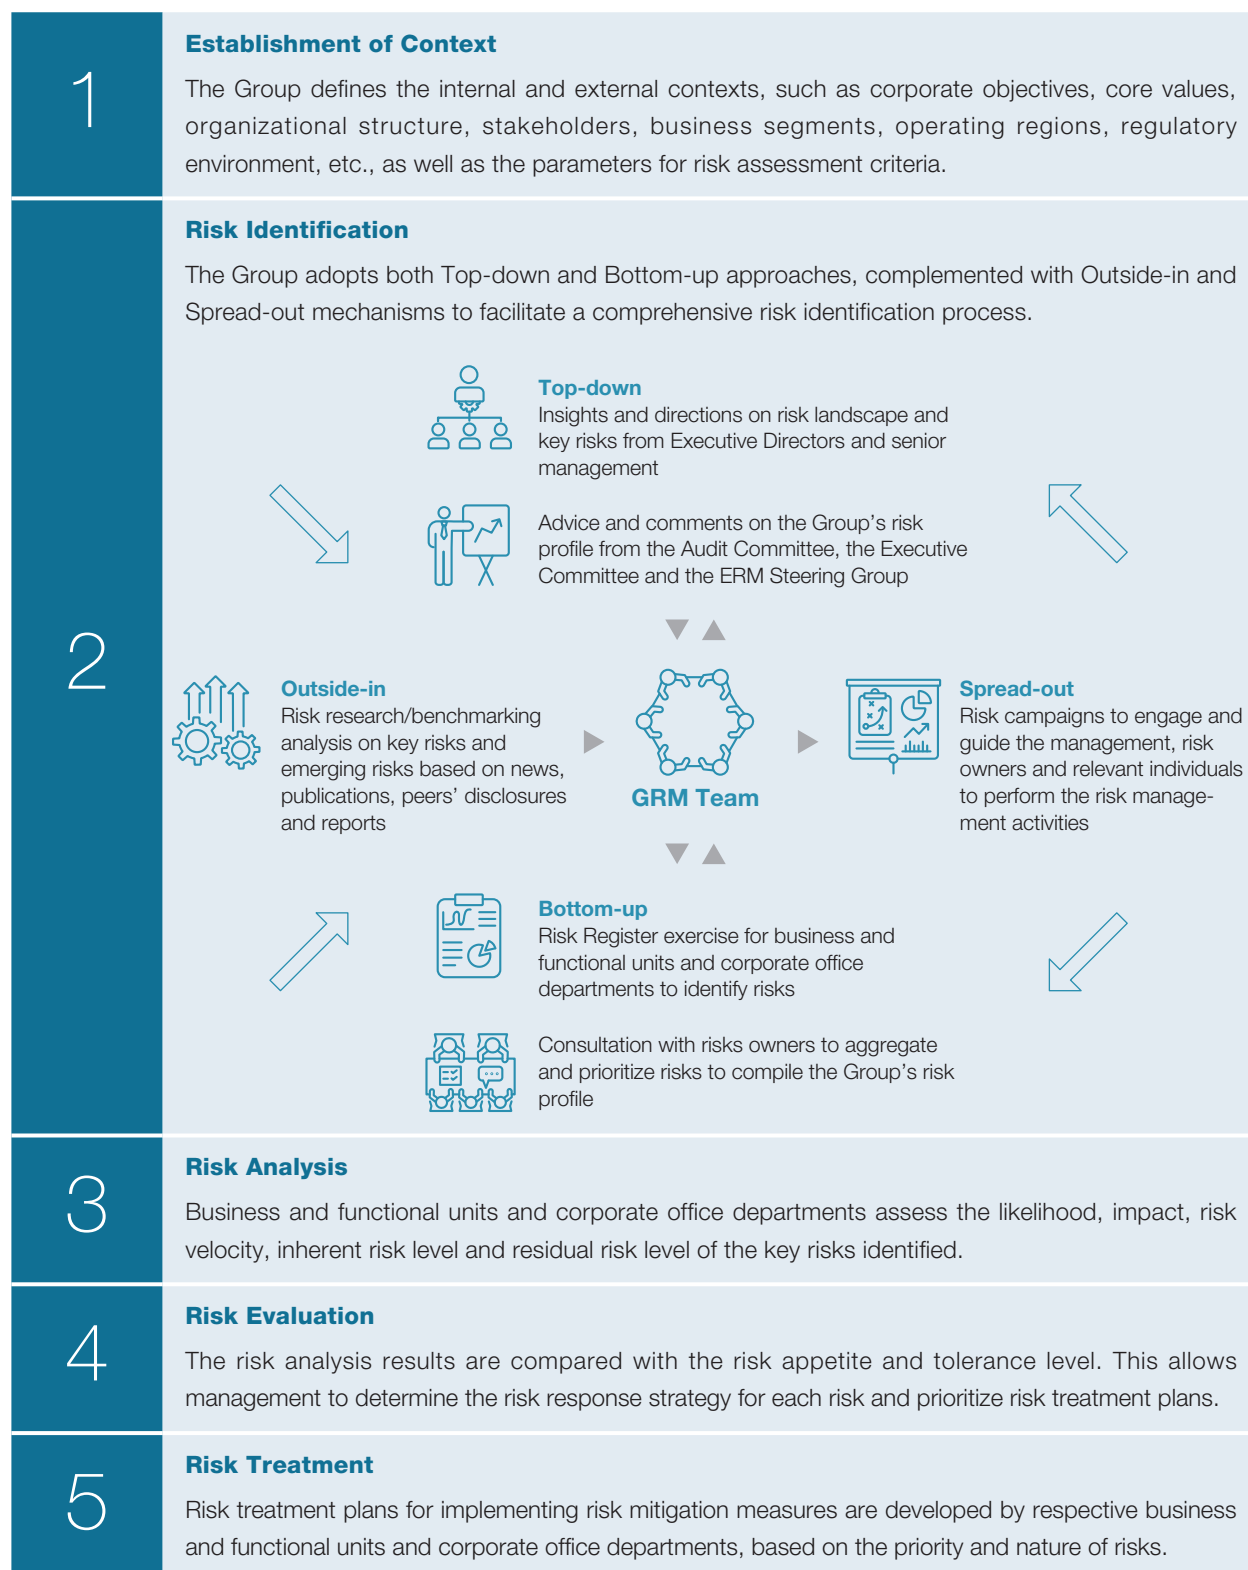 1
Establishment of Context
The Group defines the internal and external contexts, such as corporate objectives, core values,
organizational structure, stakeholders, business segments, operating regions, regulatory
environment, etc., as well as the parameters for risk assessment criteria.
2
Risk Identification
The Group adopts both Top-down and Bottom-up approaches, complemented with Outside-in and
Spread-out mechanisms to facilitate a comprehensive risk identification process.
Top-down
Insights and directions on risk landscape and
key risks from Executive Directors and senior
management
Advice and comments on the Group's risk
profile from the Audit Committee, the Executive
Committee and the ERM Steering Group
Outside-in
Risk research/benchmarking
analysis on key risks and
emerging risks based on news,
publications, peers' disclosures
and reports
GRM Team
Spread-out
Risk campaigns to engage and
guide the management, risk
owners and relevant individuals
to perform the risk manage-
ment activities
Bottom-up
Risk Register exercise for business and
functional units and corporate office
departments to identify risks
Consultation with risks owners to aggregate
and prioritize risks to compile the Group's risk
profile
3
Risk Analysis
Business and functional units and corporate office departments assess the likelihood, impact, risk
velocity, inherent risk level and residual risk level of the key risks identified.
4
Risk Evaluation
The risk analysis results are compared with the risk appetite and tolerance level. This allows
management to determine the risk response strategy for each risk and prioritize risk treatment plans.
5
Risk Treatment
Risk treatment plans for implementing risk mitigation measures are developed by respective business
and functional units and corporate office departments, based on the priority and nature of risks.